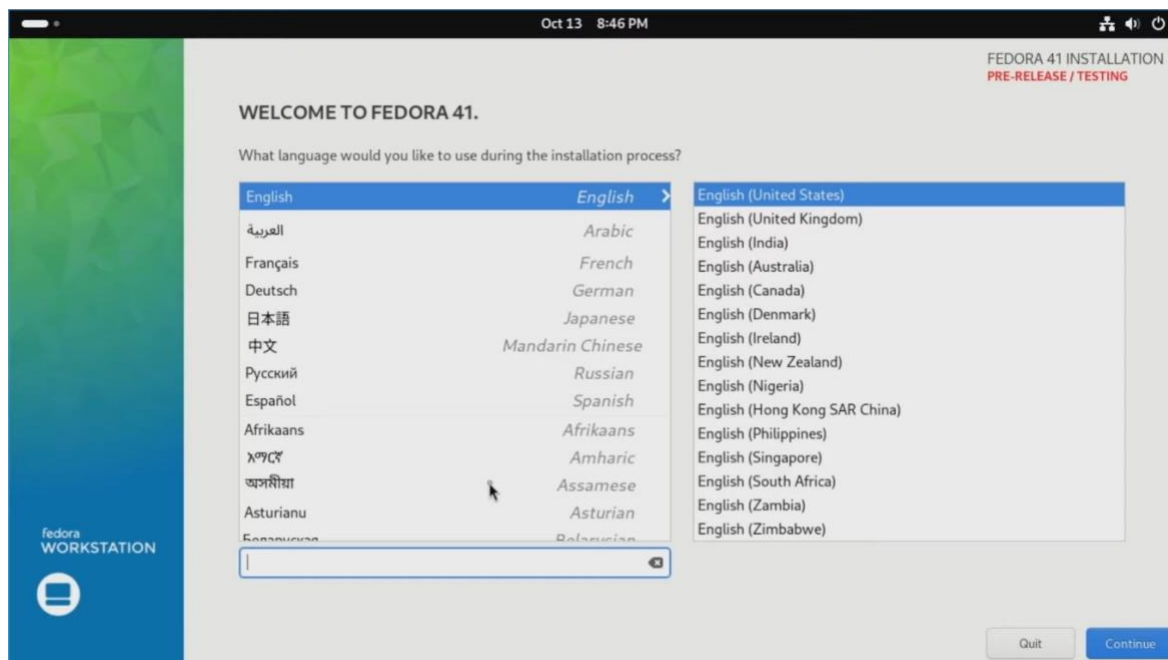 Oct 13 8:46 PM
FEDORA 41 INSTALLATION
PRE-RELEASE / TESTING
WELCOME TO FEDORA 41.
What language would you like to use during the installation process?
English English
العربية Arabic
Français French
Deutsch German
日本語 Japanese
中文 Mandarin Chinese
Русский Russian
Español Spanish
Afrikaans Afrikaans
አማርኛ Amharic
অসমীয়া Assamese
Asturianu Asturian
Беларуская Belarusian
English (United States)
English (United Kingdom)
English (India)
English (Australia)
English (Canada)
English (Denmark)
English (Ireland)
English (New Zealand)
English (Nigeria)
English (Hong Kong SAR China)
English (Philippines)
English (Singapore)
English (South Africa)
English (Zambia)
English (Zimbabwe)
fedora
WORKSTATION
Quit
Continue